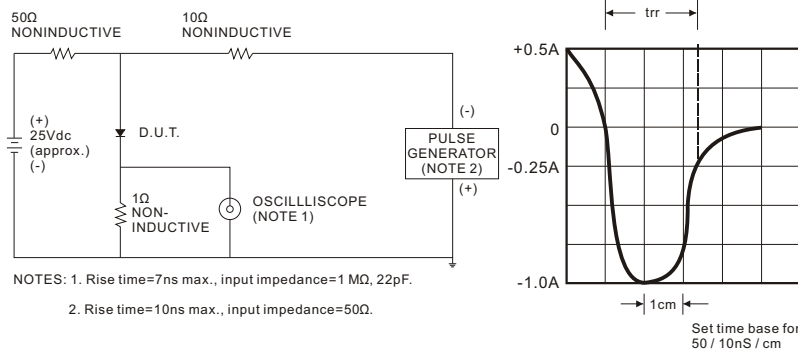 50Ω
NONINDUCTIVE
10Ω
NONINDUCTIVE
(+)
25Vdc
(approx.)
(-)
D.U.T.
1Ω
NON-
INDUCTIVE
OSCILLLISCOPE
(NOTE 1)
(-)
PULSE
GENERATOR
(NOTE 2)
(+)
NOTES: 1. Rise time=7ns max., input impedance=1 MΩ, 22pF.
2. Rise time=10ns max., input impedance=50Ω.
trr
+0.5A
0
-0.25A
-1.0A
1cm
Set time base for
50 / 10nS / cm